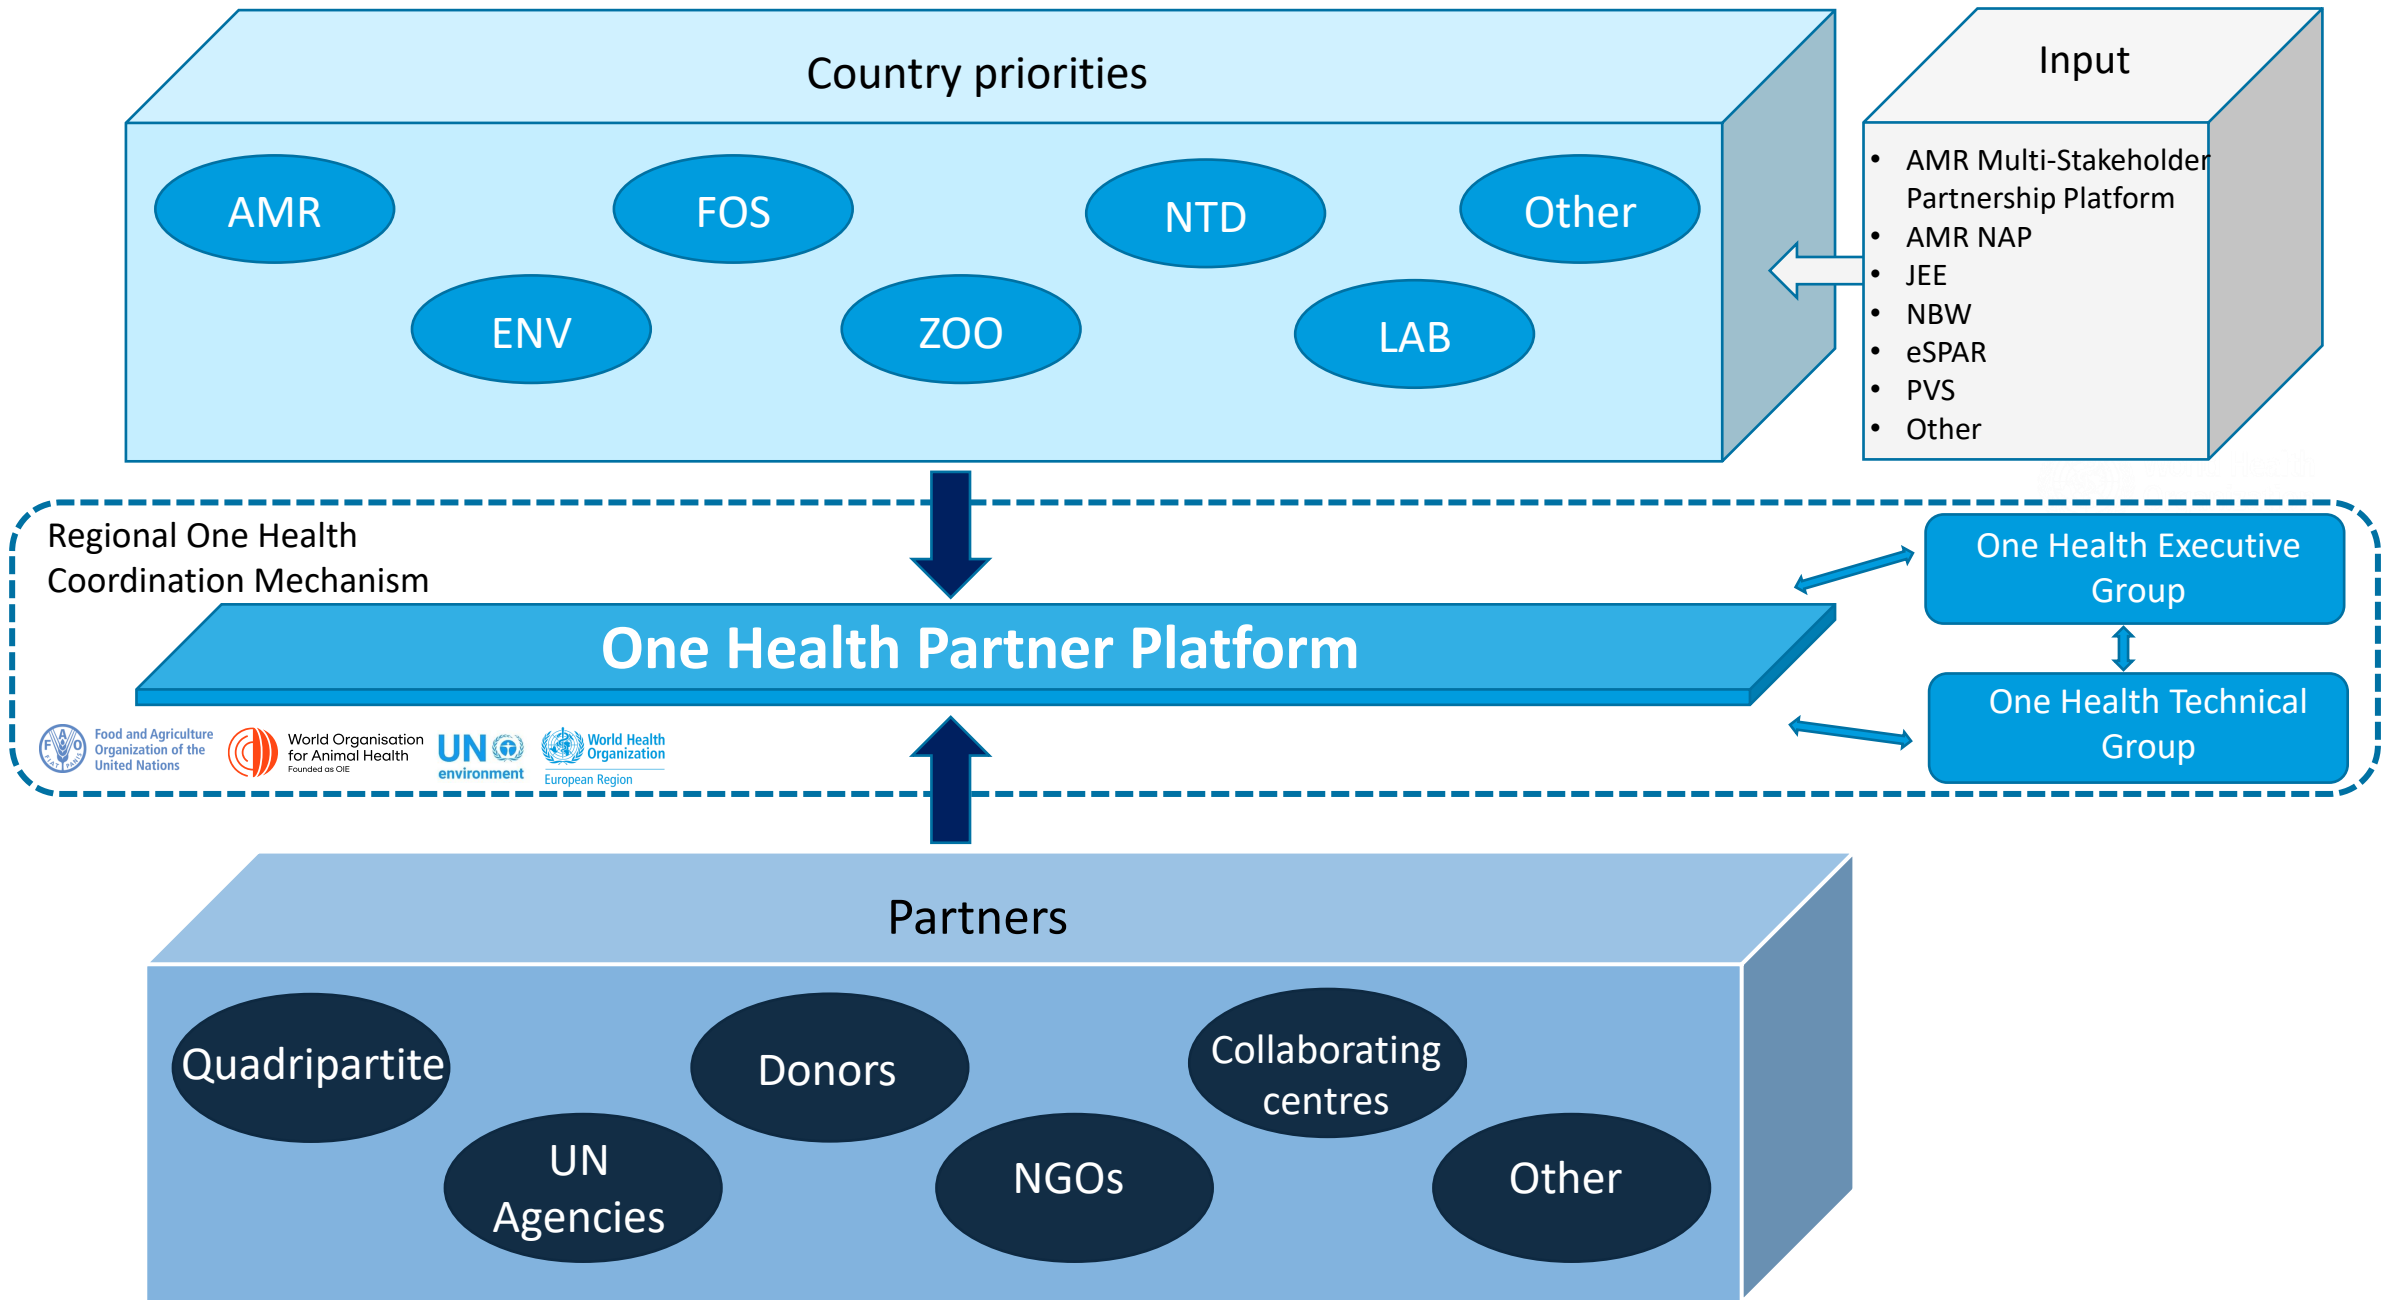 Country priorities
AMR
FOS
NTD
Other
ENV
ZOO
LAB
Input
• AMR Multi-Stakeholder
Partnership Platform
• AMR NAP
• JEE
• NBW
• eSPAR
• PVS
• Other
Regional One Health
Coordination Mechanism
One Health Partner Platform
One Health Executive
Group
One Health Technical
Group
F A O
FIAT PANIS
Food and Agriculture
Organization of the
United Nations
World Organisation
for Animal Health
Founded as OIE
UN
environment
World Health
Organization
European Region
Partners
Quadripartite
Donors
Collaborating
centres
UN
Agencies
NGOs
Other